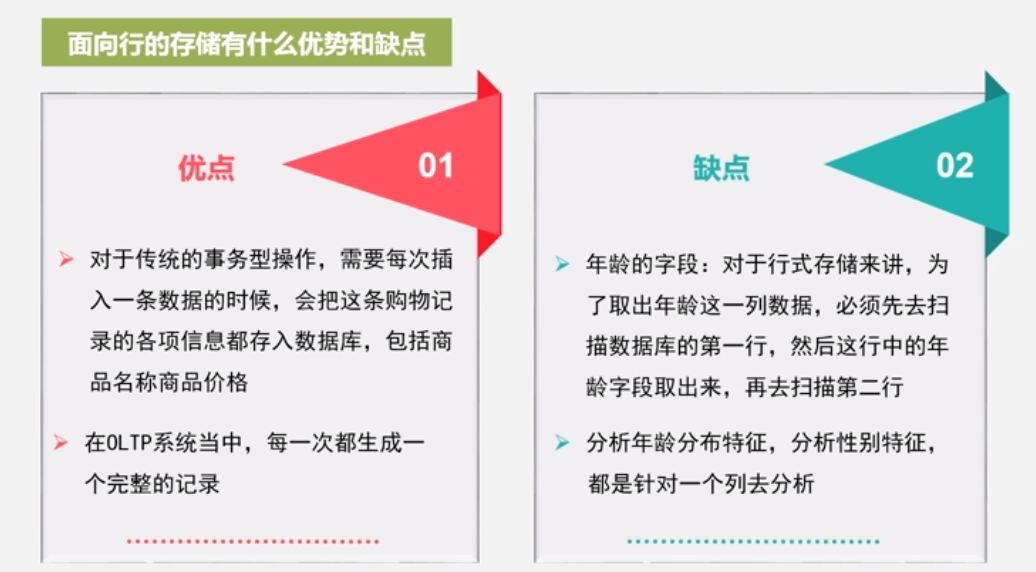 面向行的存储有什么优势和缺点
优点
01
对于传统的事务型操作，需要每次插
入一条数据的时候，会把这条购物记
录的各项信息都存入数据库，包括商
品名称商品价格
在OLTP系统当中，每一次都生成一
个完整的记录
缺点
02
年龄的字段：对于行式存储来讲，为
了取出年龄这一列数据，必须先去扫
描数据库的第一行，然后这行中的年
龄字段取出来，再去扫描第二行
分析年龄分布特征，分析性别特征，
都是针对一个列去分析